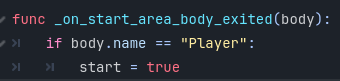 func _on_start_area_body_exited(body):
if body.name == "Player":
start = true